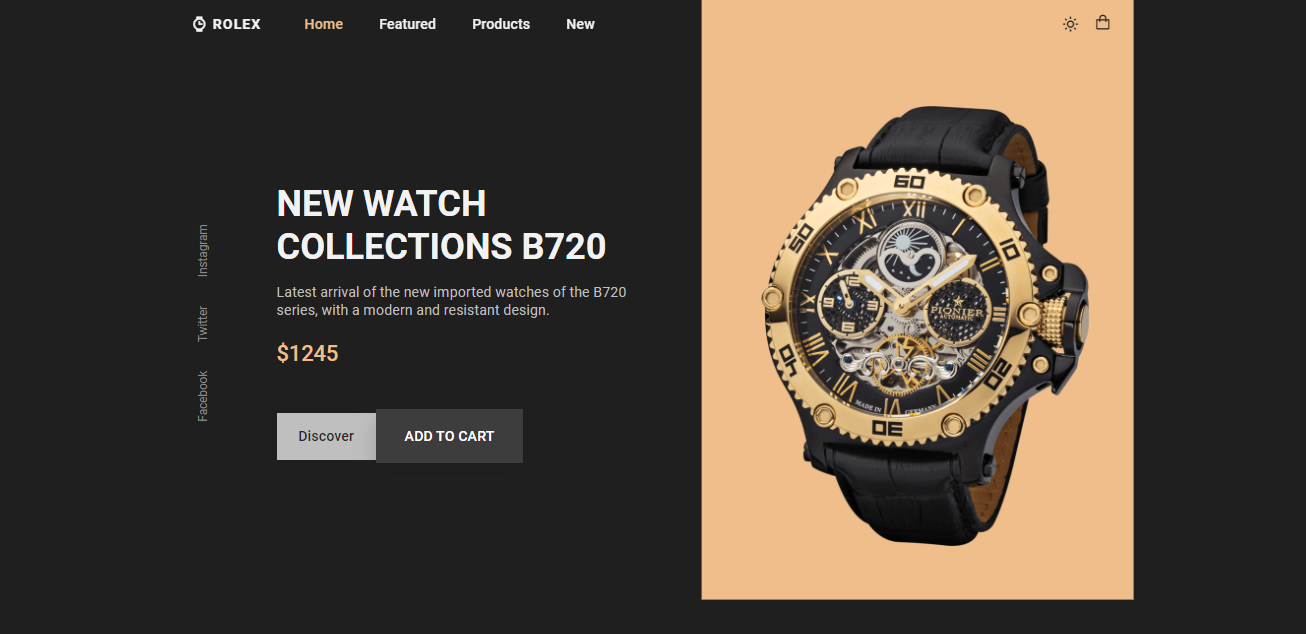 ROLEX
Home
Featured
Products
New
NEW WATCH
COLLECTIONS B720
Latest arrival of the new imported watches of the B720
series, with a modern and resistant design.
$1245
Discover
ADD TO CART
Instagram
Twitter
Facebook
60
10
20
30
40
50
XII
PIONIER
AUTOMATIC
MADE IN
GERMANY